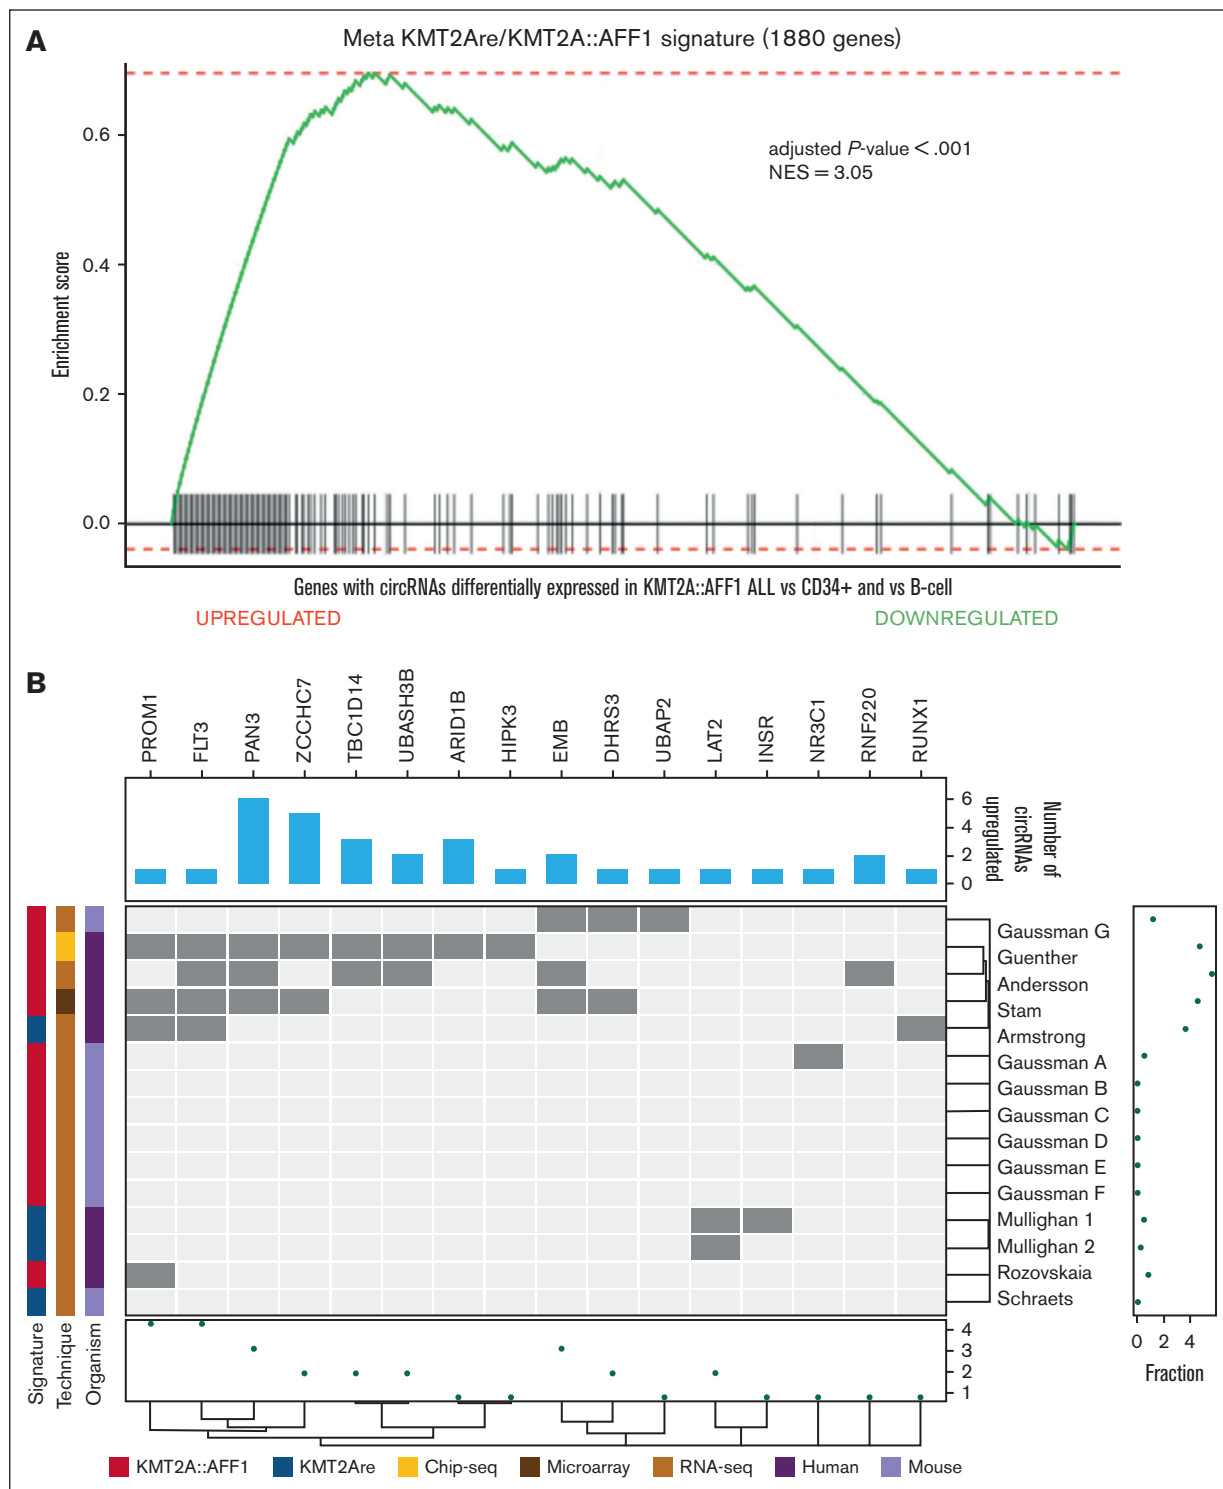 A
Meta KMT2Are/KMT2A::AFF1 signature (1880 genes)
Enrichment score
0.6
0.4
0.2
0.0
adjusted P-value < .001
NES = 3.05
Genes with circRNAs differentially expressed in KMT2A::AFF1 ALL vs CD34+ and vs B-cell
UPREGULATED
DOWNREGULATED
B
PROM1
FLT3
PAN3
ZCCHC7
TBC1D14
UBASH3B
ARID1B
HIPK3
EMB
DHRS3
UBAP2
LAT2
INSR
NR3C1
RNF220
RUNX1
6
4
2
0
Number of
circRNAs
upregulated
Gaussman G
Guenther
Andersson
Stam
Armstrong
Gaussman A
Gaussman B
Gaussman C
Gaussman D
Gaussman E
Gaussman F
Mullighan 1
Mullighan 2
Rozovskaia
Schraets
0 2 4
Fraction
Signature
Technique
Organism
4
3
2
1
KMT2A::AFF1
KMT2Are
Chip-seq
Microarray
RNA-seq
Human
Mouse